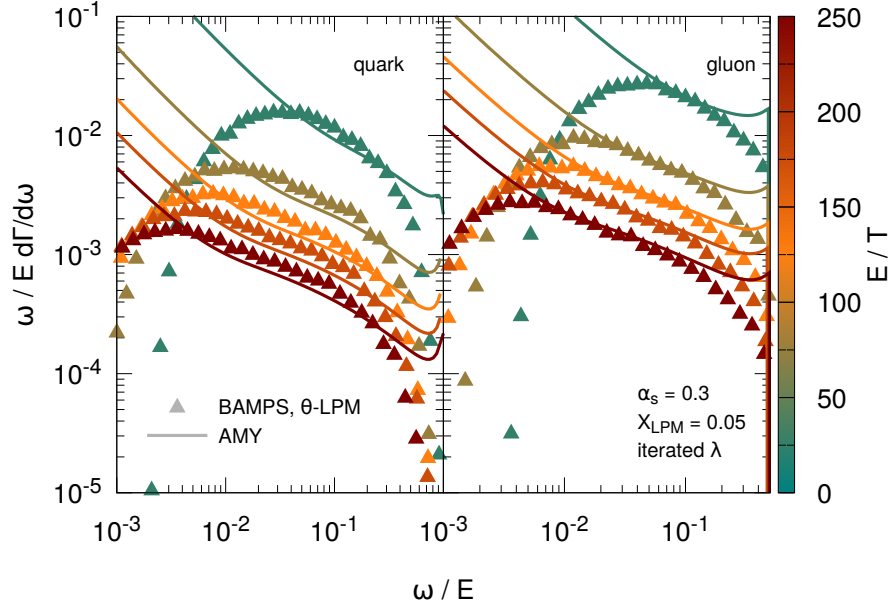 10⁻¹
10⁻²
10⁻³
10⁻⁴
10⁻⁵
ω / E dΓ/dω
quark
gluon
BAMPS, θ-LPM
AMY
αₛ = 0.3
X_LPM = 0.05
iterated λ
10⁻³ 10⁻² 10⁻¹ 10⁻³ 10⁻² 10⁻¹
ω / E
250
200
150
100
50
0
E / T